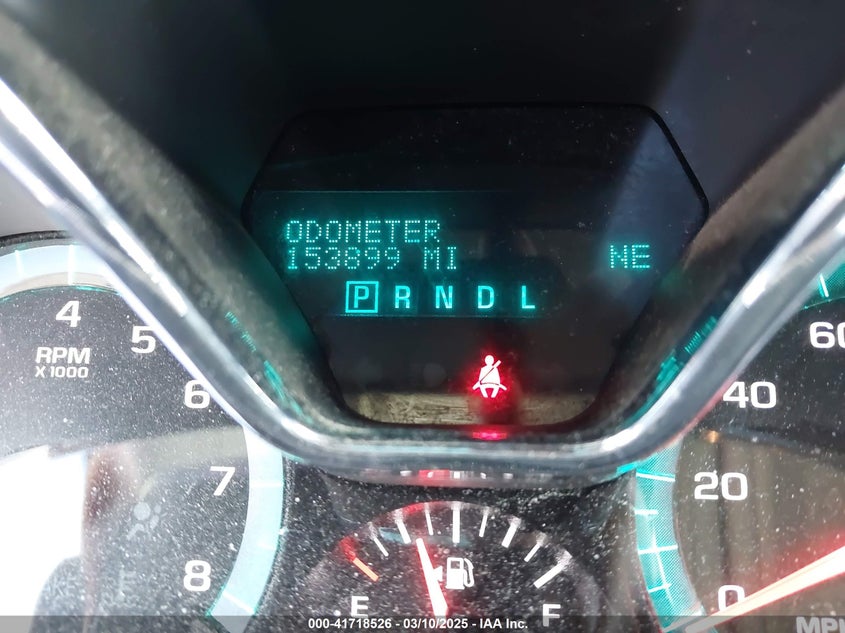 ODOMETER
153899 MI NE
P R N D L
4
5
RPM
X 1000
6
7
8
60
40
20
0
E F
MPH
000-41718526 - 03/10/2025 - IAA Inc.